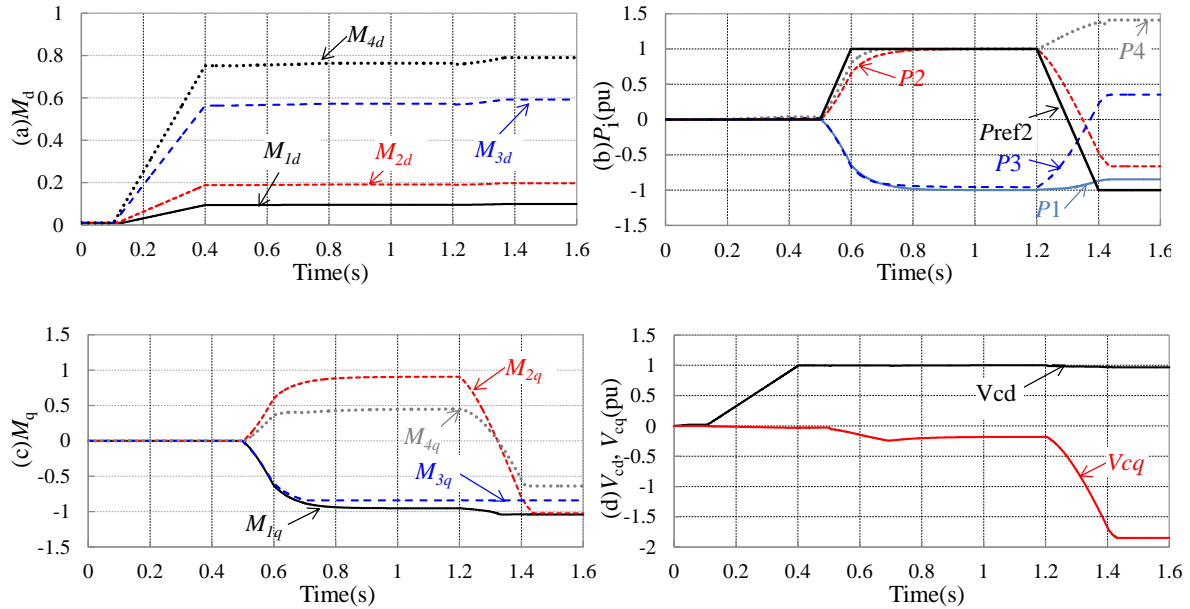 (a)Md
1
0.8
0.6
0.4
0.2
0
M4d
M3d
M2d
M1d
0 0.2 0.4 0.6 0.8 1 1.2 1.4 1.6
Time(s)
(b)Pi(pu)
1.5
1
0.5
0
-0.5
-1
-1.5
P2
P4
Pref2
P3
P1
0 0.2 0.4 0.6 0.8 1 1.2 1.4 1.6
Time(s)
(c)Mq
1.5
1
0.5
0
-0.5
-1
-1.5
M2q
M4q
M3q
M1q
0 0.2 0.4 0.6 0.8 1 1.2 1.4 1.6
Time(s)
(d)Vcd, Vcq(pu)
1.5
1
0.5
0
-0.5
-1
-1.5
-2
Vcd
Vcq
0 0.2 0.4 0.6 0.8 1 1.2 1.4 1.6
Time(s)